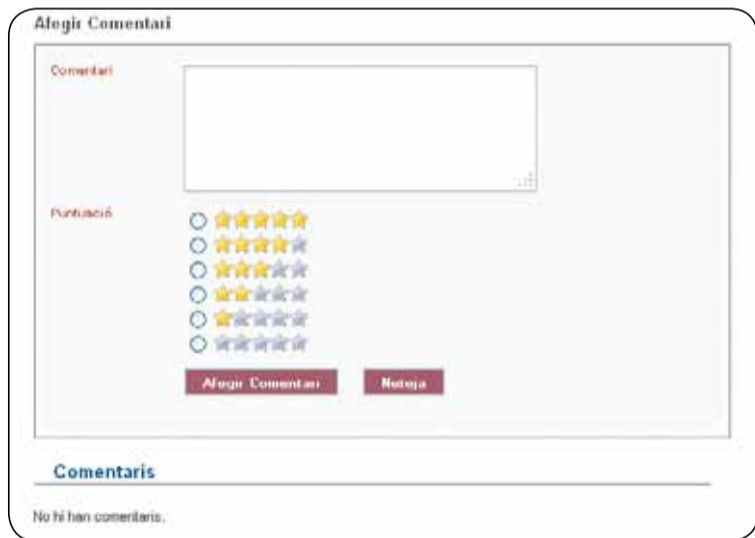 Afegir Comentari
Comentari
Puntuació
Afegir Comentari
Neteja
Comentaris
No hi han comentaris.